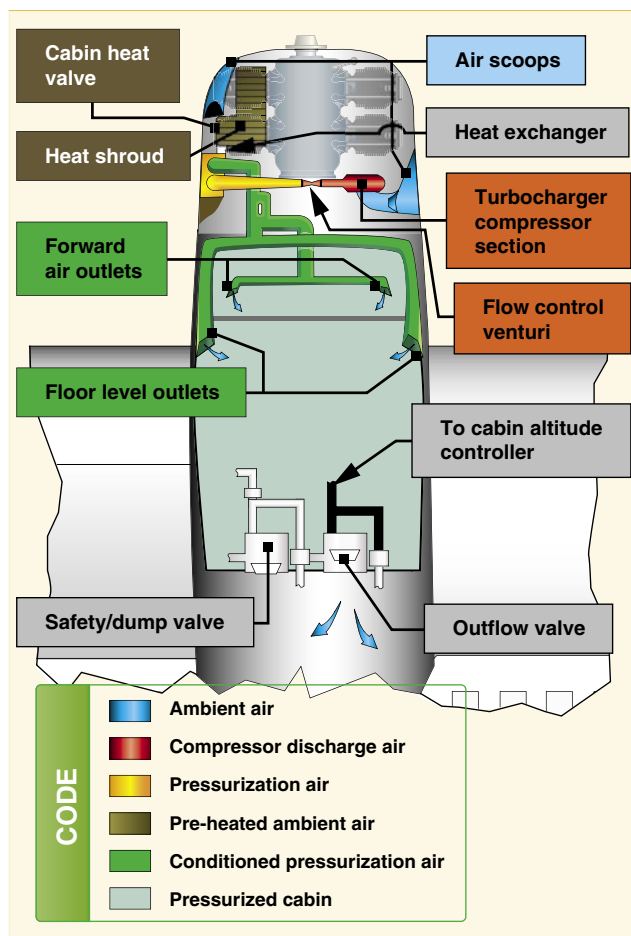 Cabin heat
valve
Air scoops
Heat shroud
Heat exchanger
Turbocharger
compressor
section
Forward
air outlets
Flow control
venturi
Floor level outlets
To cabin altitude
controller
Safety/dump valve
Outflow valve
CODE
Ambient air
Compressor discharge air
Pressurization air
Pre-heated ambient air
Conditioned pressurization air
Pressurized cabin